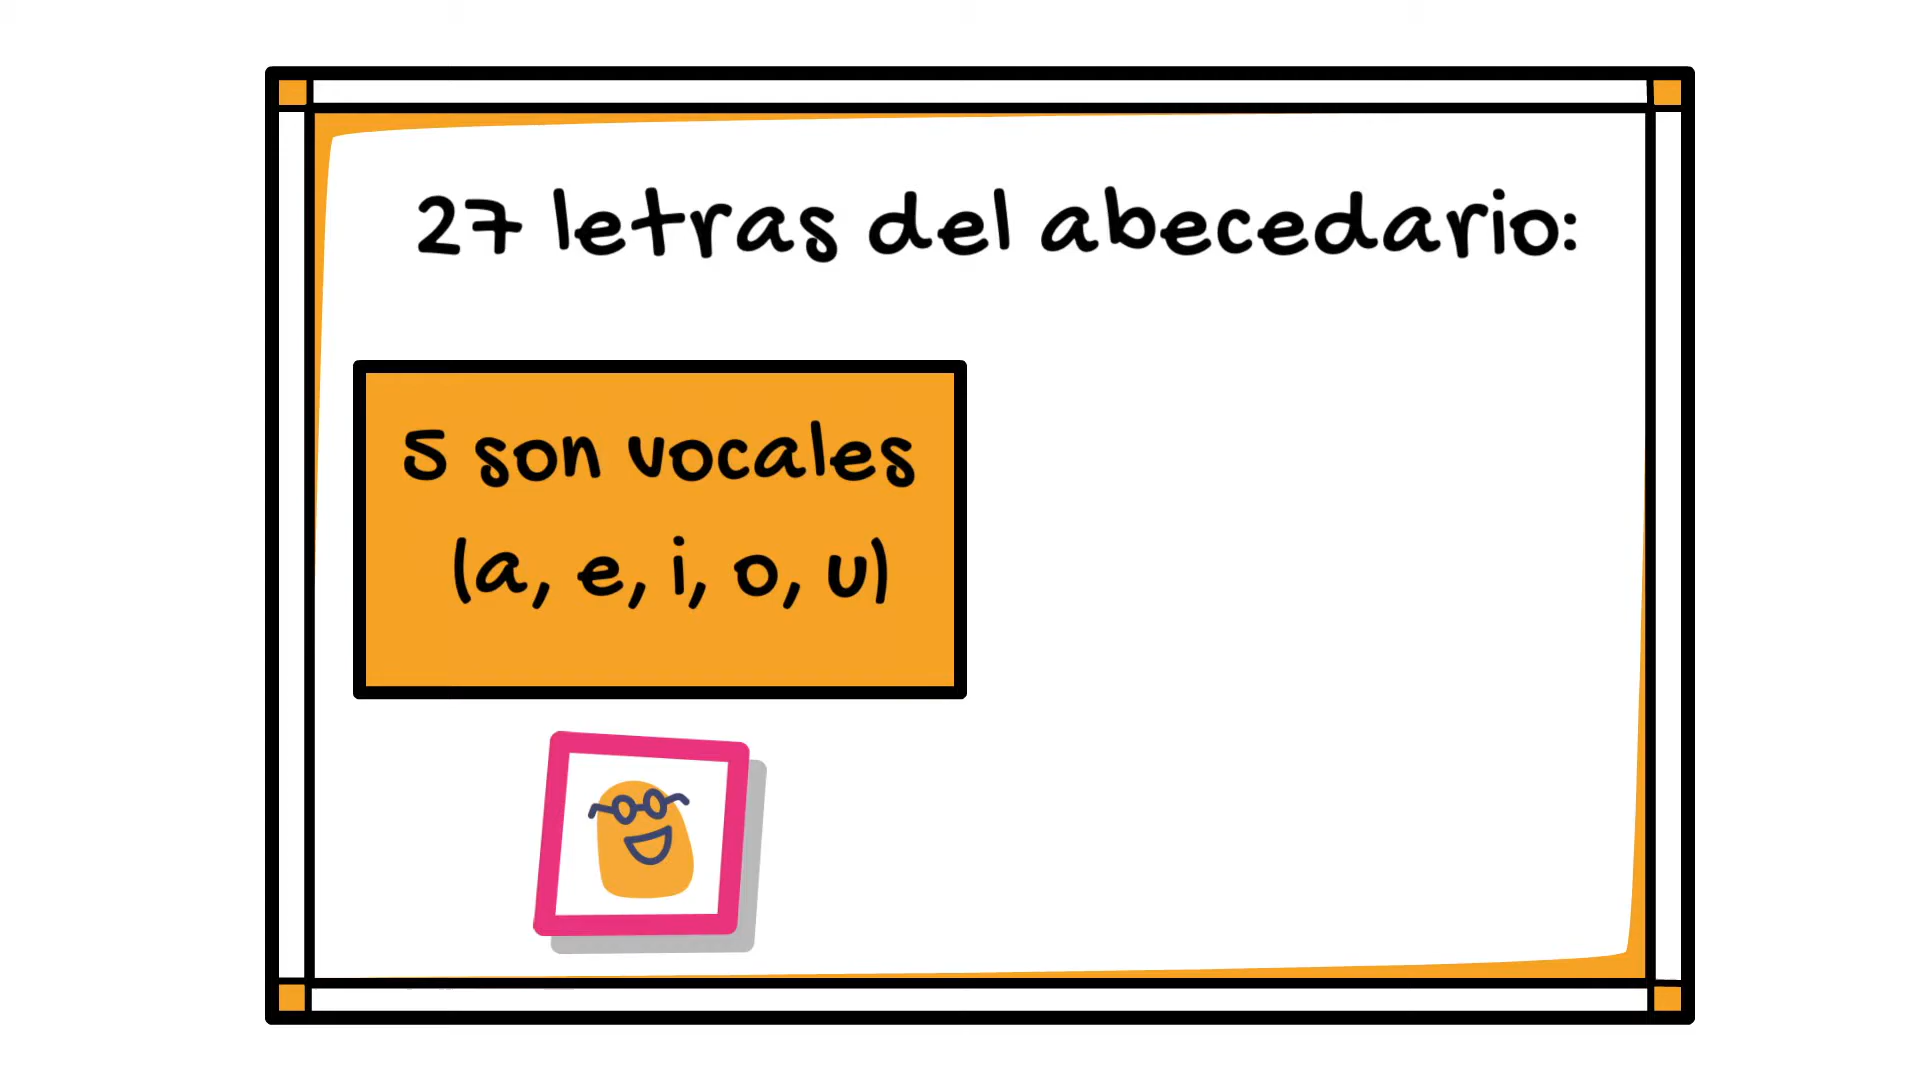 27 letras del abecedario:
5 son vocales
(a, e, i, o, u)